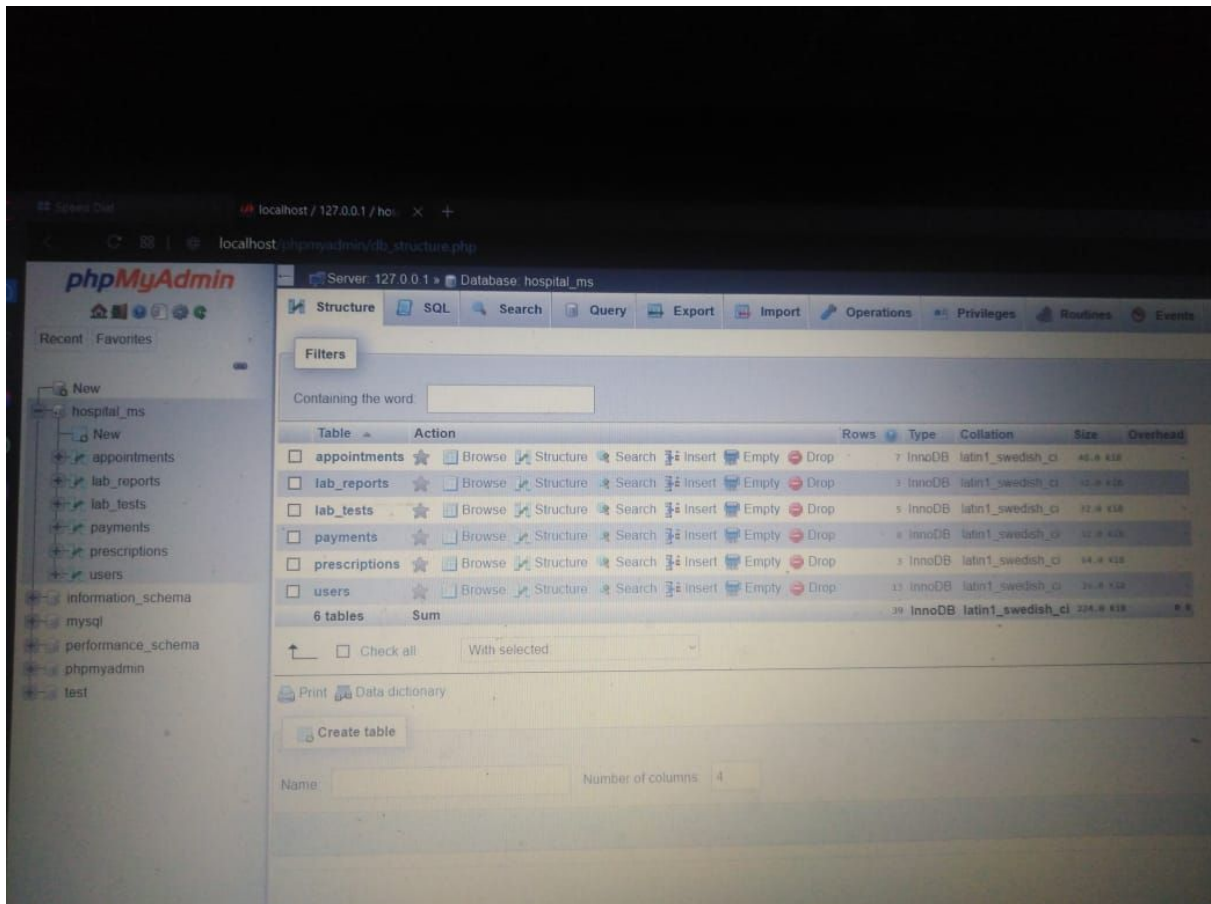 Speed Dial
localhost / 127.0.0.1 / hos
localhost/phpmyadmin/db_structure.php
phpMyAdmin
Recent Favorites
New
hospital_ms
New
appointments
lab_reports
lab_tests
payments
prescriptions
users
information_schema
mysql
performance_schema
phpmyadmin
test
Server: 127.0.0.1 » Database: hospital_ms
Structure SQL Search Query Export Import Operations Privileges Routines Events
Filters
Containing the word:
Table Action Rows Type Collation Size Overhead
appointments Browse Structure Search Insert Empty Drop 7 InnoDB latin1_swedish_ci
lab_reports Browse Structure Search Insert Empty Drop 3 InnoDB latin1_swedish_ci
lab_tests Browse Structure Search Insert Empty Drop 5 InnoDB latin1_swedish_ci
payments Browse Structure Search Insert Empty Drop InnoDB latin1_swedish_ci
prescriptions Browse Structure Search Insert Empty Drop 3 InnoDB latin1_swedish_ci
users Browse Structure Search Insert Empty Drop InnoDB latin1_swedish_ci
6 tables Sum 39 InnoDB latin1_swedish_ci
Check all With selected
Print Data dictionary
Create table
Name: Number of columns: 4